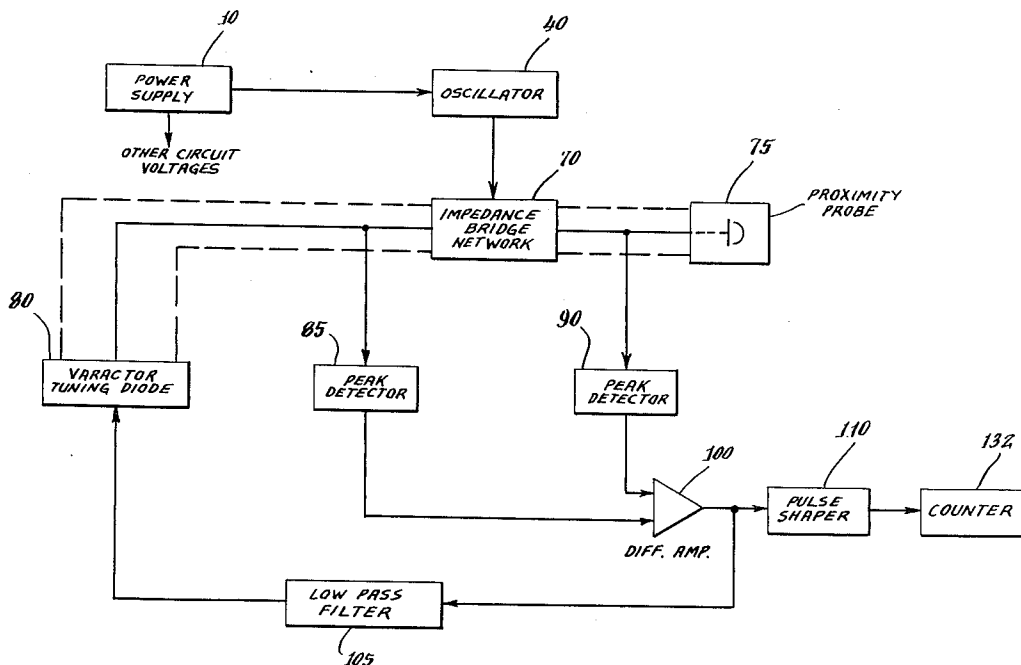 10
40
POWER
SUPPLY
OSCILLATOR
OTHER CIRCUIT
VOLTAGES
70
75
IMPEDANCE
BRIDGE
NETWORK
PROXIMITY
PROBE
80
85
90
VARACTOR
TUNING DIODE
PEAK
DETECTOR
PEAK
DETECTOR
100
110
132
PULSE
SHAPER
COUNTER
DIFF. AMP.
LOW PASS
FILTER
105